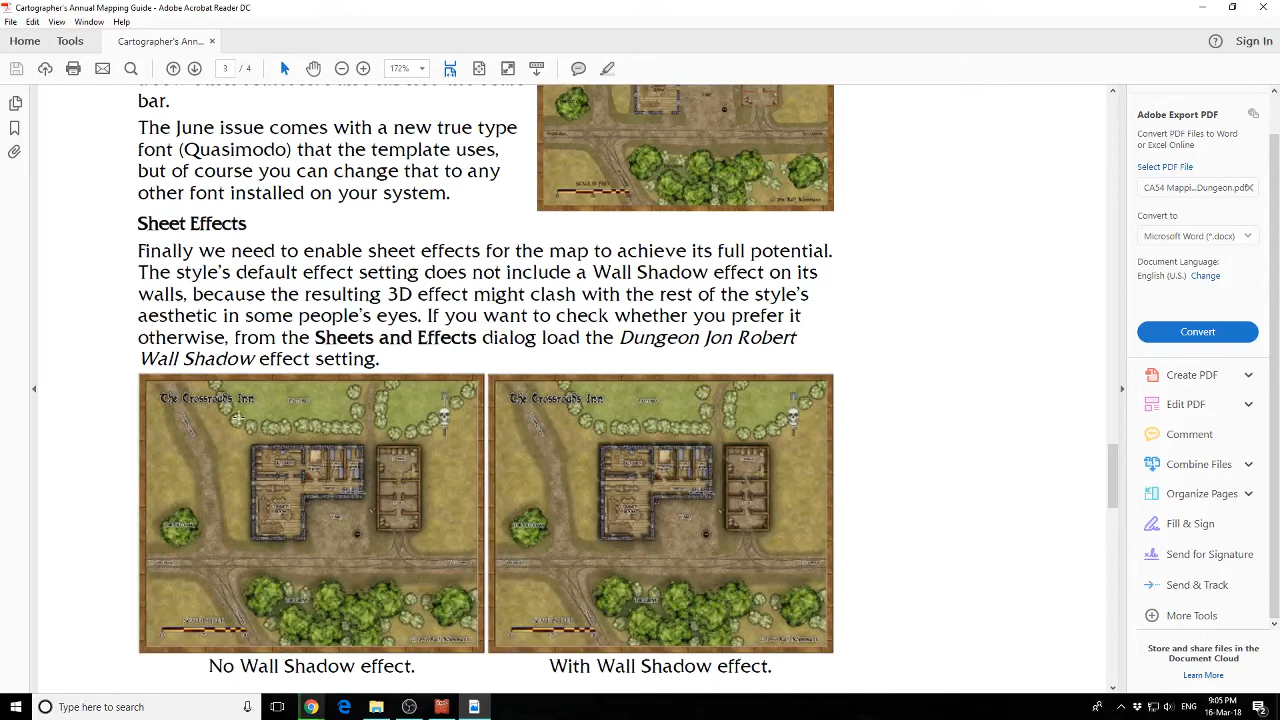 Cartographer's Annual Mapping Guide - Adobe Acrobat Reader DC
File Edit View Window Help
Home Tools Cartographer's Ann... × Sign In
3 / 4 172%
bar.
The June issue comes with a new true type
font (Quasimodo) that the template uses,
but of course you can change that to any
other font installed on your system.
SCALE IN FEET
Sheet Effects
Finally we need to enable sheet effects for the map to achieve its full potential.
The style's default effect setting does not include a Wall Shadow effect on its
walls, because the resulting 3D effect might clash with the rest of the style's
aesthetic in some people's eyes. If you want to check whether you prefer it
otherwise, from the Sheets and Effects dialog load the Dungeon Jon Robert
Wall Shadow effect setting.
The Crossroads Inn
SCALE IN FEET
The Crossroads Inn
SCALE IN FEET
No Wall Shadow effect. With Wall Shadow effect.
Adobe Export PDF
Convert PDF Files to Word
or Excel Online
Select PDF File
CA54 Mappi...Dungeon.pdf
Convert to
Microsoft Word (*.docx)
Document Language:
English (U.S.) Change
Convert
Create PDF
Edit PDF
Comment
Combine Files
Organize Pages
Fill & Sign
Send for Signature
Send & Track
More Tools
Store and share files in the
Document Cloud
Learn More
Type here to search
9:05 PM
16-Mar-18
2